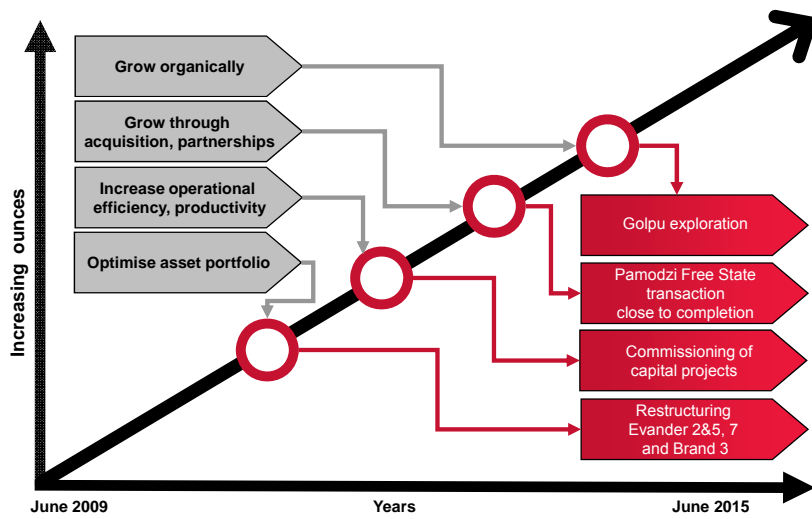 Grow organically
Grow through
acquisition, partnerships
Increase operational
efficiency, productivity
Optimise asset portfolio
Increasing ounces
Golpu exploration
Pamodzi Free State
transaction
close to completion
Commissioning of
capital projects
Restructuring
Evander 2&5, 7
and Brand 3
June 2009
Years
June 2015